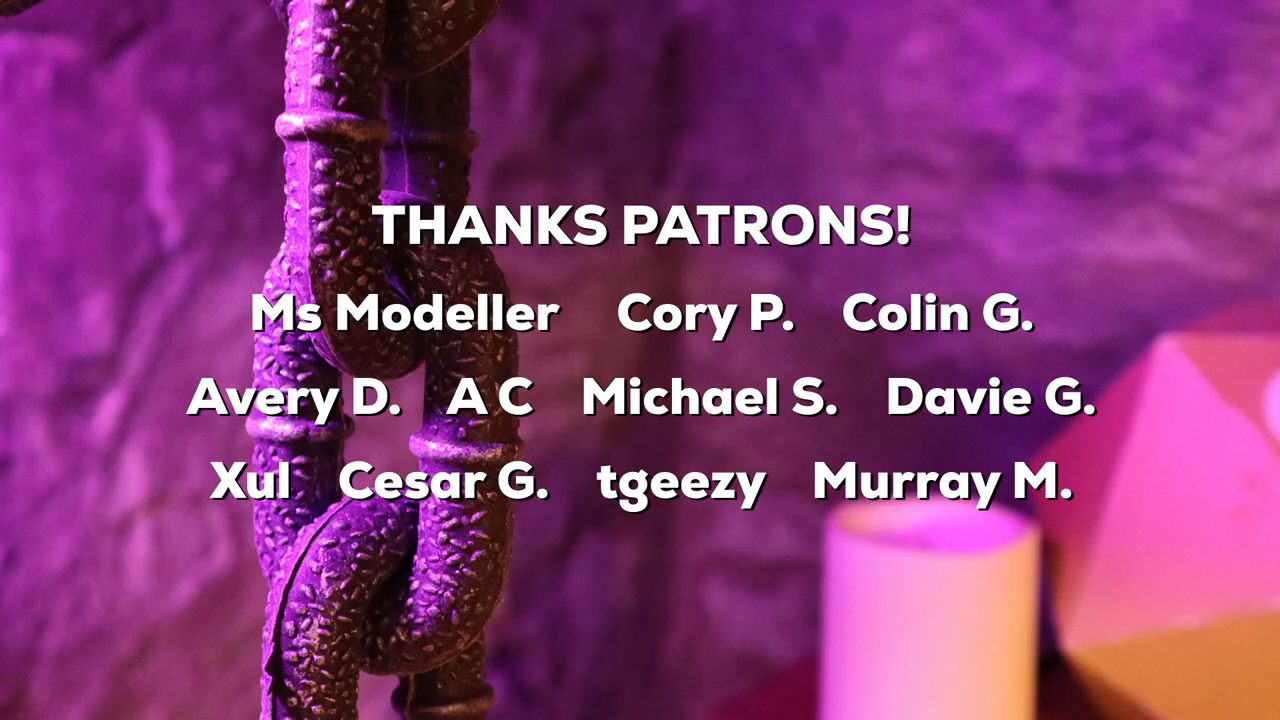 THANKS PATRONS!
Ms Modeller Cory P. Colin G.
Avery D. A C Michael S. Davie G.
Xul Cesar G. tgeezy Murray M.